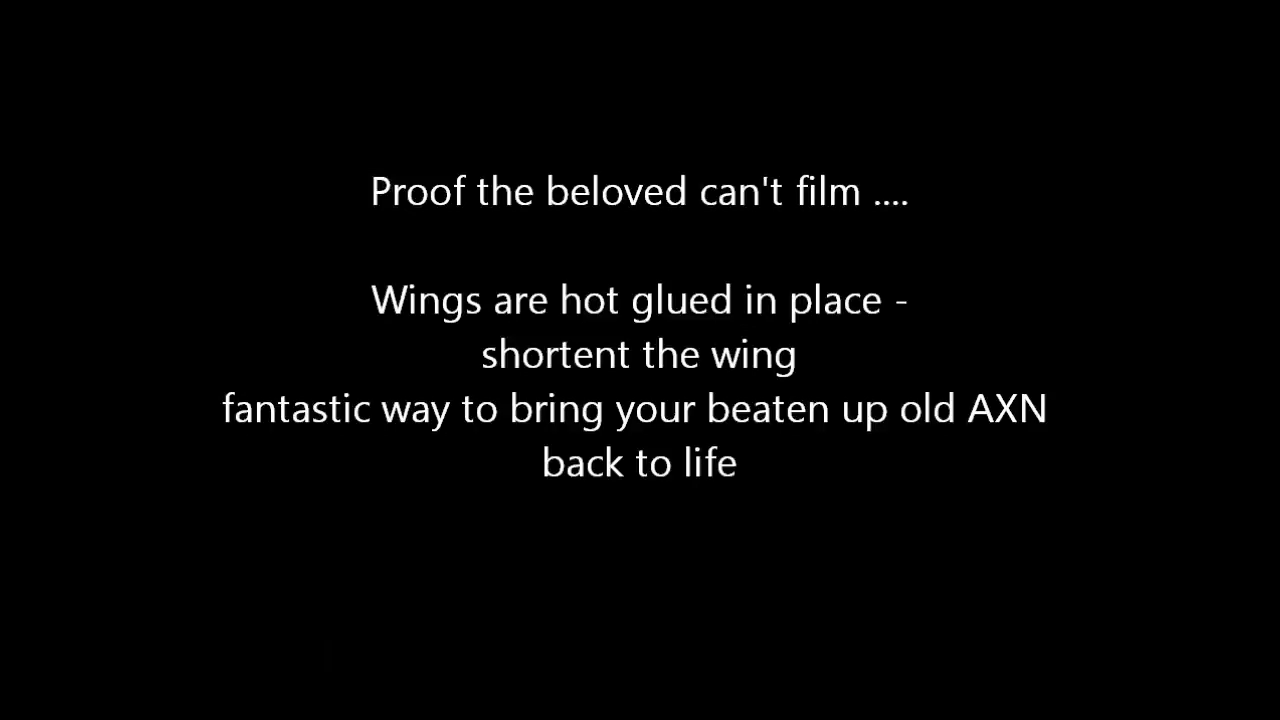 Proof the beloved can't film ....
Wings are hot glued in place -
shortent the wing
fantastic way to bring your beaten up old AXN
back to life